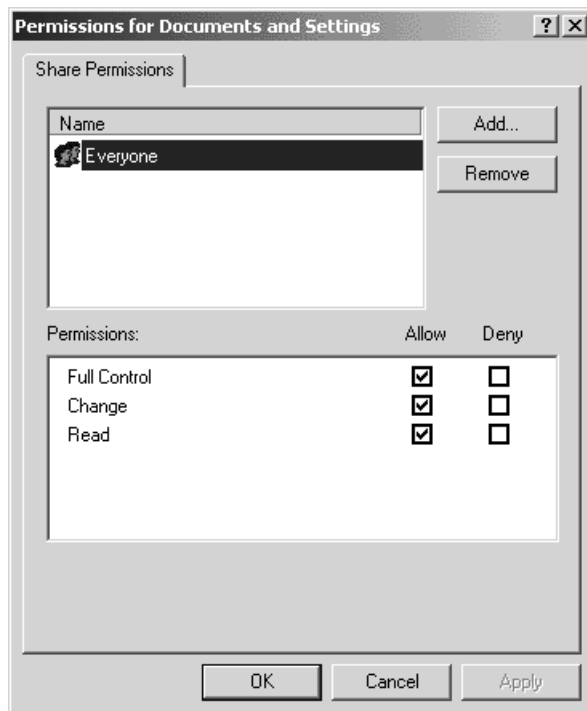 Permissions for Documents and Settings
Share Permissions
Name
Add...
Everyone
Remove
Permissions: Allow Deny
Full Control
Change
Read
OK Cancel Apply